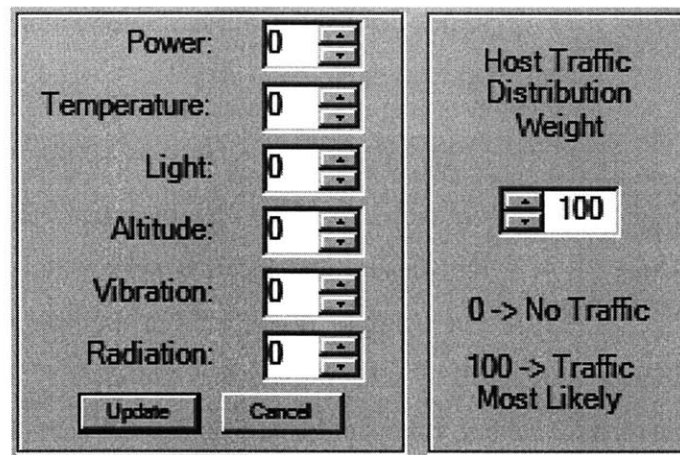 Power: 0
Temperature: 0
Light: 0
Altitude: 0
Vibration: 0
Radiation: 0
Update Cancel
Host Traffic
Distribution
Weight
100
0 -> No Traffic
100 -> Traffic
Most Likely